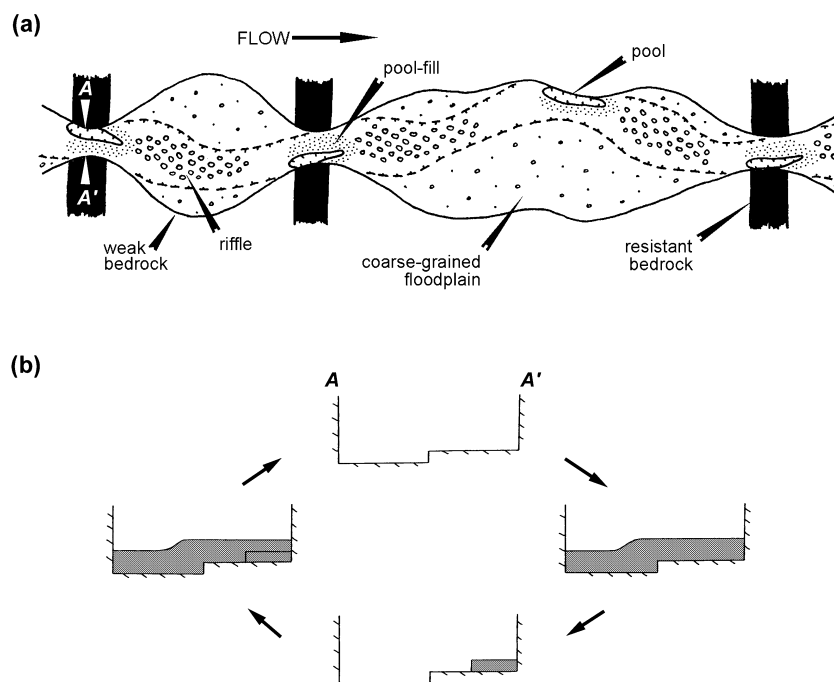 (a)
FLOW
pool-fill
pool
A
A'
weak
bedrock
riffle
coarse-grained
floodplain
resistant
bedrock
(b)
A
A'